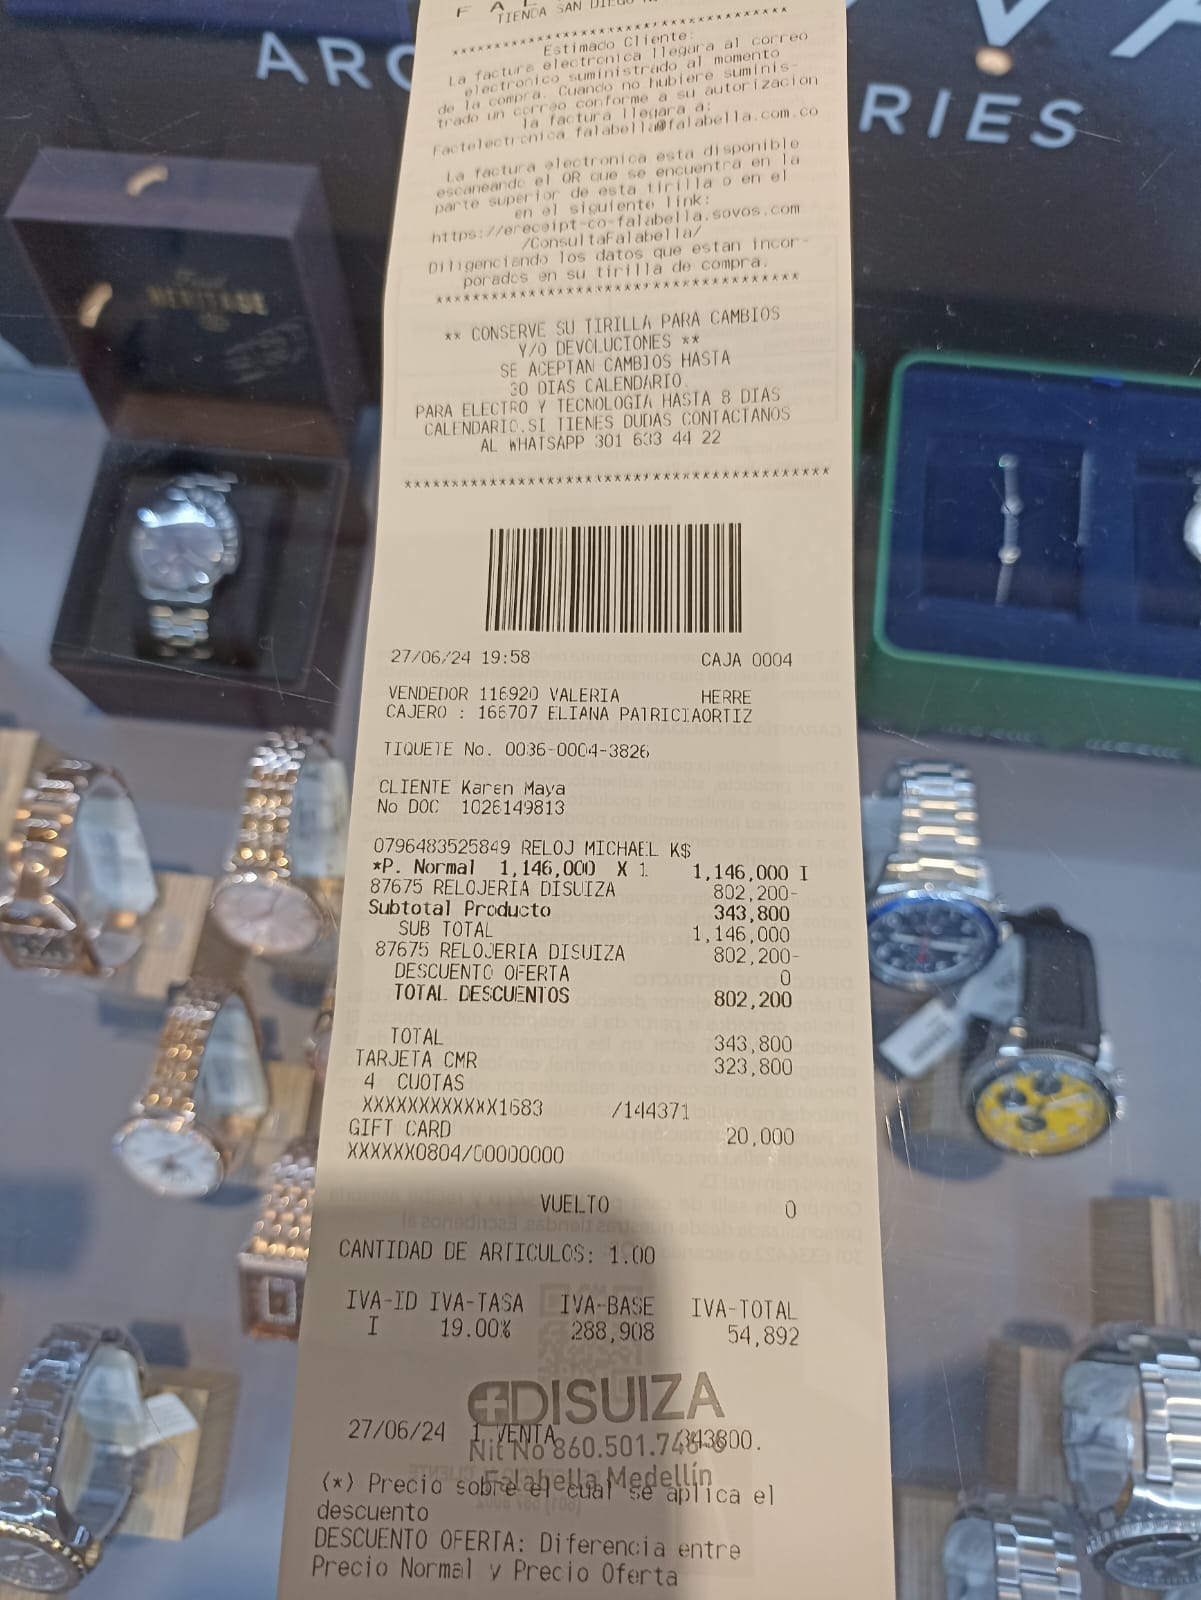 ARC
RIES
HERITAGE
TIENDA SAN DIEGO
***********************************
Estimado Cliente:
La factura electronica llegara al correo
electronico suministrado al momento
de la compra. Cuando no hubiere suminis-
trado un correo conforme a su autorizacion
la factura llegara a:
Factelectronica_falabella@falabella.com.co
La factura electronica esta disponible
escaneando el QR que se encuentra en la
parte superior de esta tirilla o en el
en el siguiente link:
https://ereceipt-co-falabella.sovos.com
/ConsultaFalabella/
Diligenciando los datos que estan incor-
porados en su tirilla de compra.
***********************************
** CONSERVE SU TIRILLA PARA CAMBIOS
Y/O DEVOLUCIONES **
SE ACEPTAN CAMBIOS HASTA
30 DIAS CALENDARIO.
PARA ELECTRO Y TECNOLOGIA HASTA 8 DIAS
CALENDARIO.SI TIENES DUDAS CONTACTANOS
AL WHATSAPP 301 633 44 22
***********************************
27/06/24 19:58 CAJA 0004
VENDEDOR 116920 VALERIA HERRE
CAJERO : 166707 ELIANA PATRICIAORTIZ
TIQUETE No. 0036-0004-3826
CLIENTE Karen Maya
No DOC 1026149813
0796483525849 RELOJ MICHAEL K$
*P. Normal 1,146,000 X 1 1,146,000 I
87675 RELOJERIA DISUIZA 802,200-
Subtotal Producto 343,800
SUB TOTAL 1,146,000
87675 RELOJERIA DISUIZA 802,200-
DESCUENTO OFERTA 0
TOTAL DESCUENTOS 802,200
TOTAL 343,800
TARJETA CMR 323,800
4 CUOTAS
XXXXXXXXXXXX1683 /144371
GIFT CARD 20,000
XXXXXX0804/00000000
VUELTO 0
CANTIDAD DE ARTICULOS: 1.00
IVA-ID IVA-TASA IVA-BASE IVA-TOTAL
I 19.00% 288,908 54,892
DISUIZA
27/06/24 1 VENTA 343800.
Nit No 860.501.74
Falabella Medellín
(*) Precio sobre el cual se aplica el
descuento
DESCUENTO OFERTA: Diferencia entre
Precio Normal y Precio Oferta